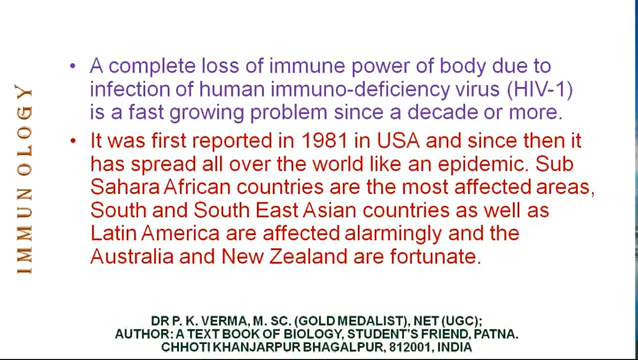 IMMUNOLOGY
• A complete loss of immune power of body due to
infection of human immuno-deficiency virus (HIV-1)
is a fast growing problem since a decade or more.
• It was first reported in 1981 in USA and since then it
has spread all over the world like an epidemic. Sub
Sahara African countries are the most affected areas,
South and South East Asian countries as well as
Latin America are affected alarmingly and the
Australia and New Zealand are fortunate.
DR P. K. VERMA, M. SC. (GOLD MEDALIST), NET (UGC);
AUTHOR: A TEXT BOOK OF BIOLOGY, STUDENT'S FRIEND, PATNA.
CHHOTI KHANJARPUR BHAGALPUR, 812001, INDIA